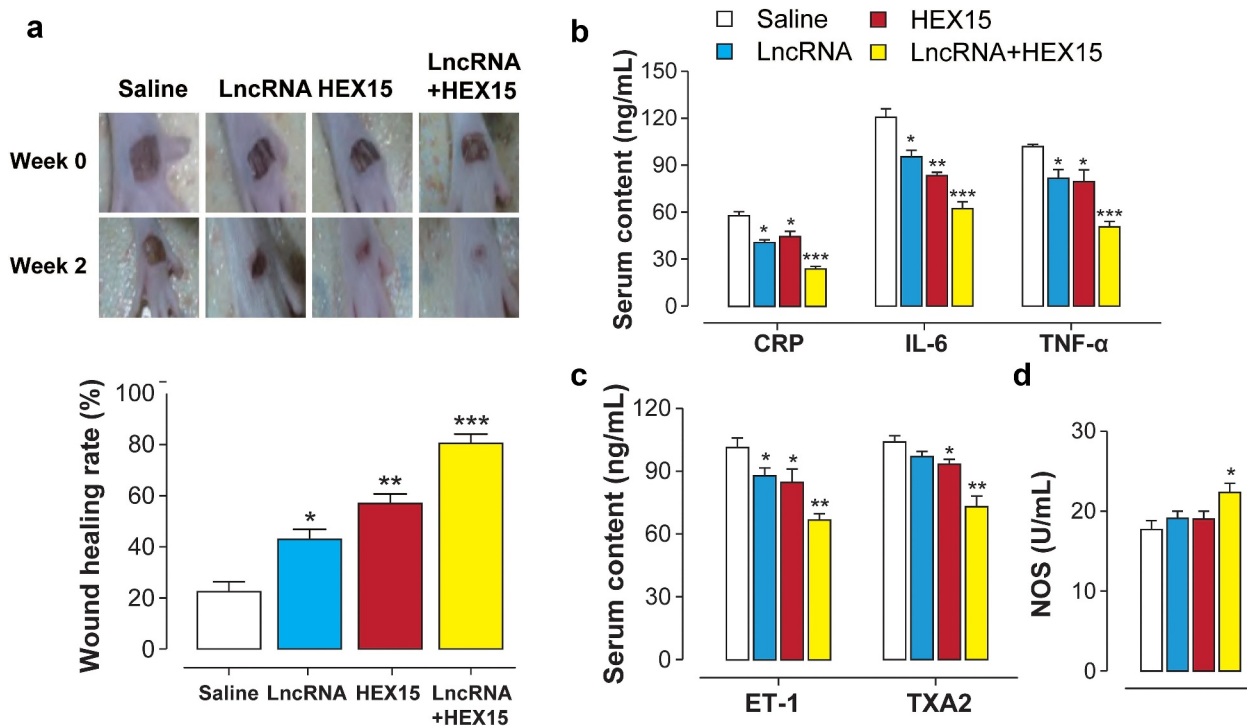 a
Saline LncRNA HEX15 LncRNA
+HEX15
Week 0
Week 2
Wound healing rate (%)
100
80
60
40
20
0
*
**
***
Saline LncRNA HEX15 LncRNA
+HEX15
b
Saline HEX15
LncRNA LncRNA+HEX15
Serum content (ng/mL)
150
120
90
60
30
0
* * ***
* ** ***
* * ***
CRP IL-6 TNF-α
c
Serum content (ng/mL)
120
90
60
30
0
* * **
* **
ET-1 TXA2
d
NOS (U/mL)
30
20
10
0
*